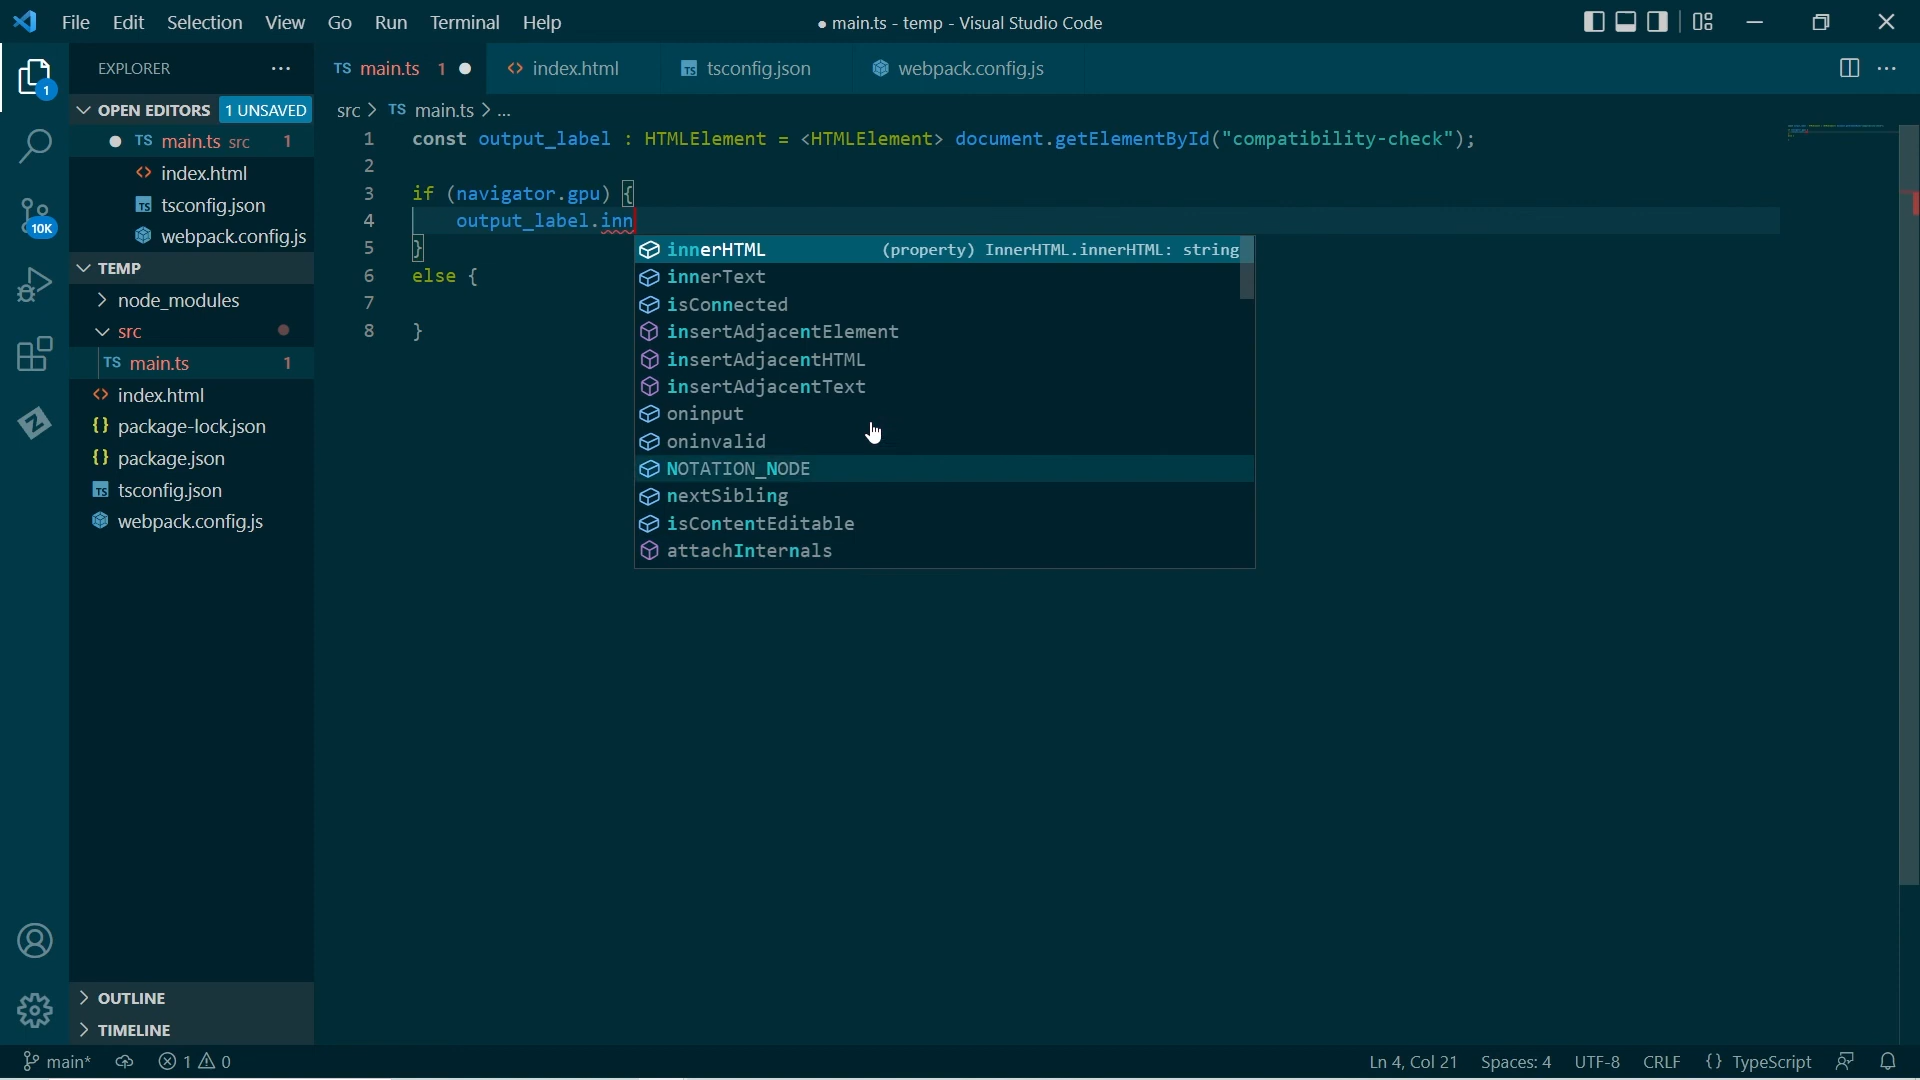 File Edit Selection View Go Run Terminal Help ● main.ts - temp - Visual Studio Code
EXPLORER ··· TS main.ts 1 ● <> index.html TS tsconfig.json webpack.config.js ···
1
OPEN EDITORS 1 UNSAVED
src > TS main.ts > ...
● TS main.ts src 1
<> index.html
TS tsconfig.json
webpack.config.js
10K
TEMP
> node_modules
src
TS main.ts 1
<> index.html
{} package-lock.json
{} package.json
TS tsconfig.json
webpack.config.js
> OUTLINE
> TIMELINE
1 const output_label : HTMLElement = <HTMLElement> document.getElementById("compatibility-check");
2
3 if (navigator.gpu) {
4 output_label.inn
5 }
6 else {
7
8 }
innerHTML (property) InnerHTML.innerHTML: string
innerText
isConnected
insertAdjacentElement
insertAdjacentHTML
insertAdjacentText
oninput
oninvalid
NOTATION_NODE
nextSibling
isContentEditable
attachInternals
main* 1 0 Ln 4, Col 21 Spaces: 4 UTF-8 CRLF {} TypeScript